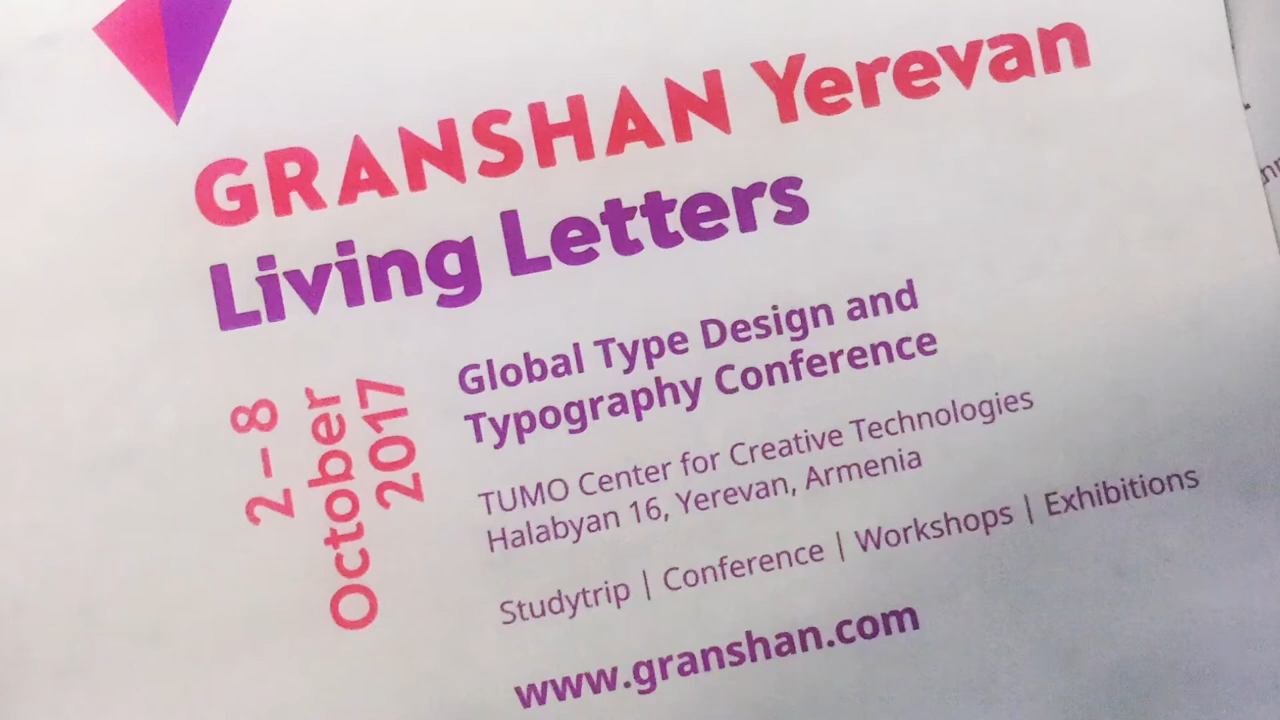 GRANSHAN Yerevan
Living Letters
2–8
October
2017
Global Type Design and
Typography Conference
TUMO Center for Creative Technologies
Halabyan 16, Yerevan, Armenia
Studytrip | Conference | Workshops | Exhibitions
www.granshan.com